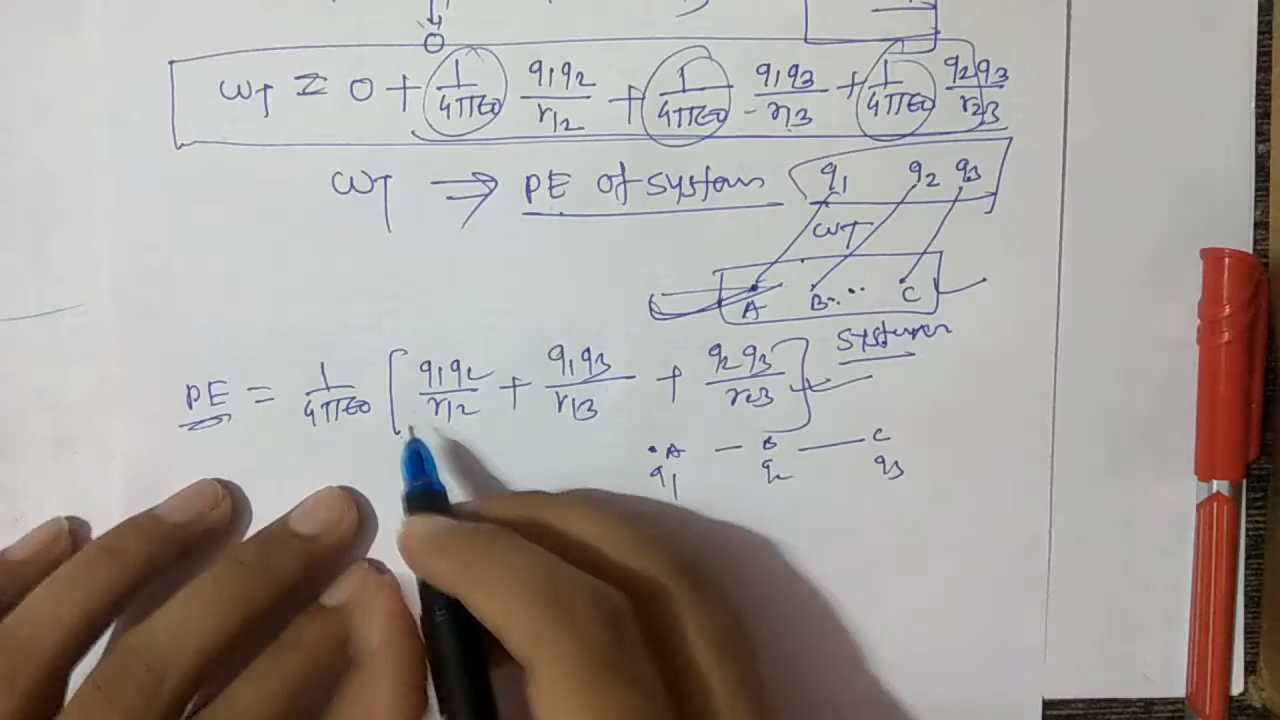 WT = 0 + 1/4πε0 q1q2/r12 + 1/4πε0 q1q3/r13 + 1/4πε0 q2q3/r23
WT ⇒ PE of system q1 q2 q3
WT
A B... C
system
PE = 1/4πε0 [ q1q2/r12 + q1q3/r13 + q2q3/r23 ]
A — B — C
q1 q2 q3